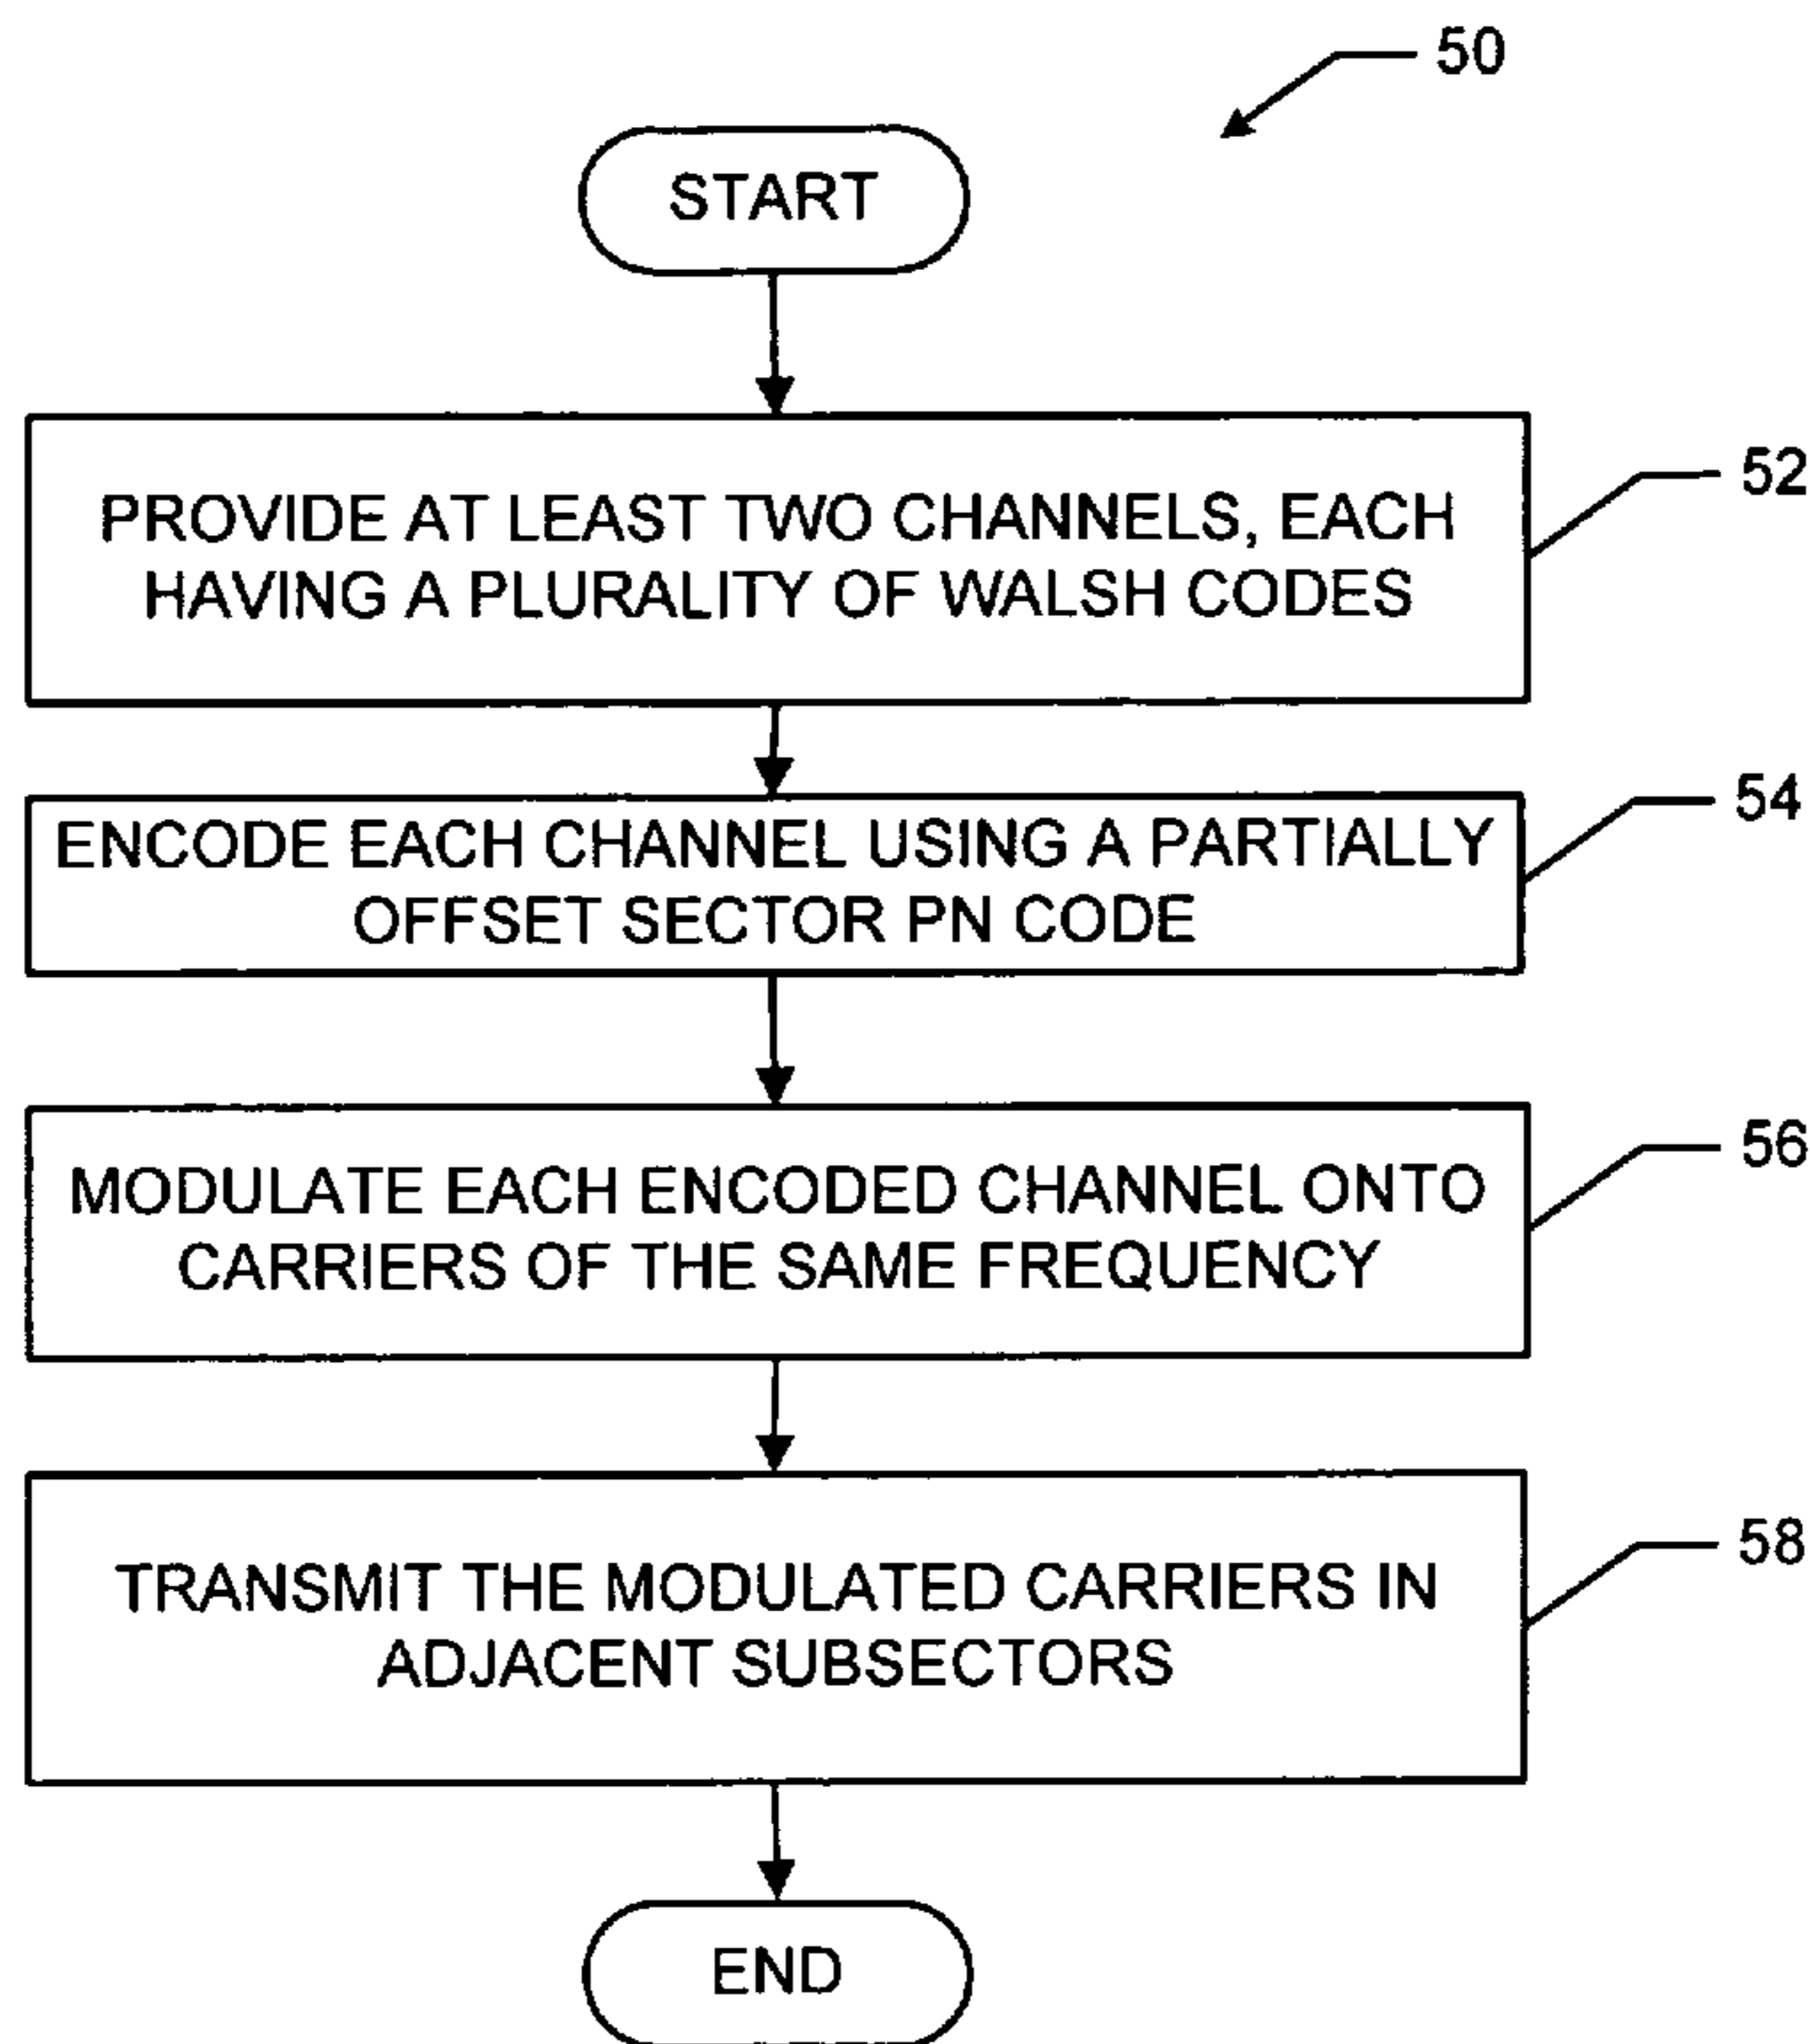 50
START
PROVIDE AT LEAST TWO CHANNELS, EACH
HAVING A PLURALITY OF WALSH CODES
52
ENCODE EACH CHANNEL USING A PARTIALLY
OFFSET SECTOR PN CODE
54
MODULATE EACH ENCODED CHANNEL ONTO
CARRIERS OF THE SAME FREQUENCY
56
TRANSMIT THE MODULATED CARRIERS IN
ADJACENT SUBSECTORS
58
END